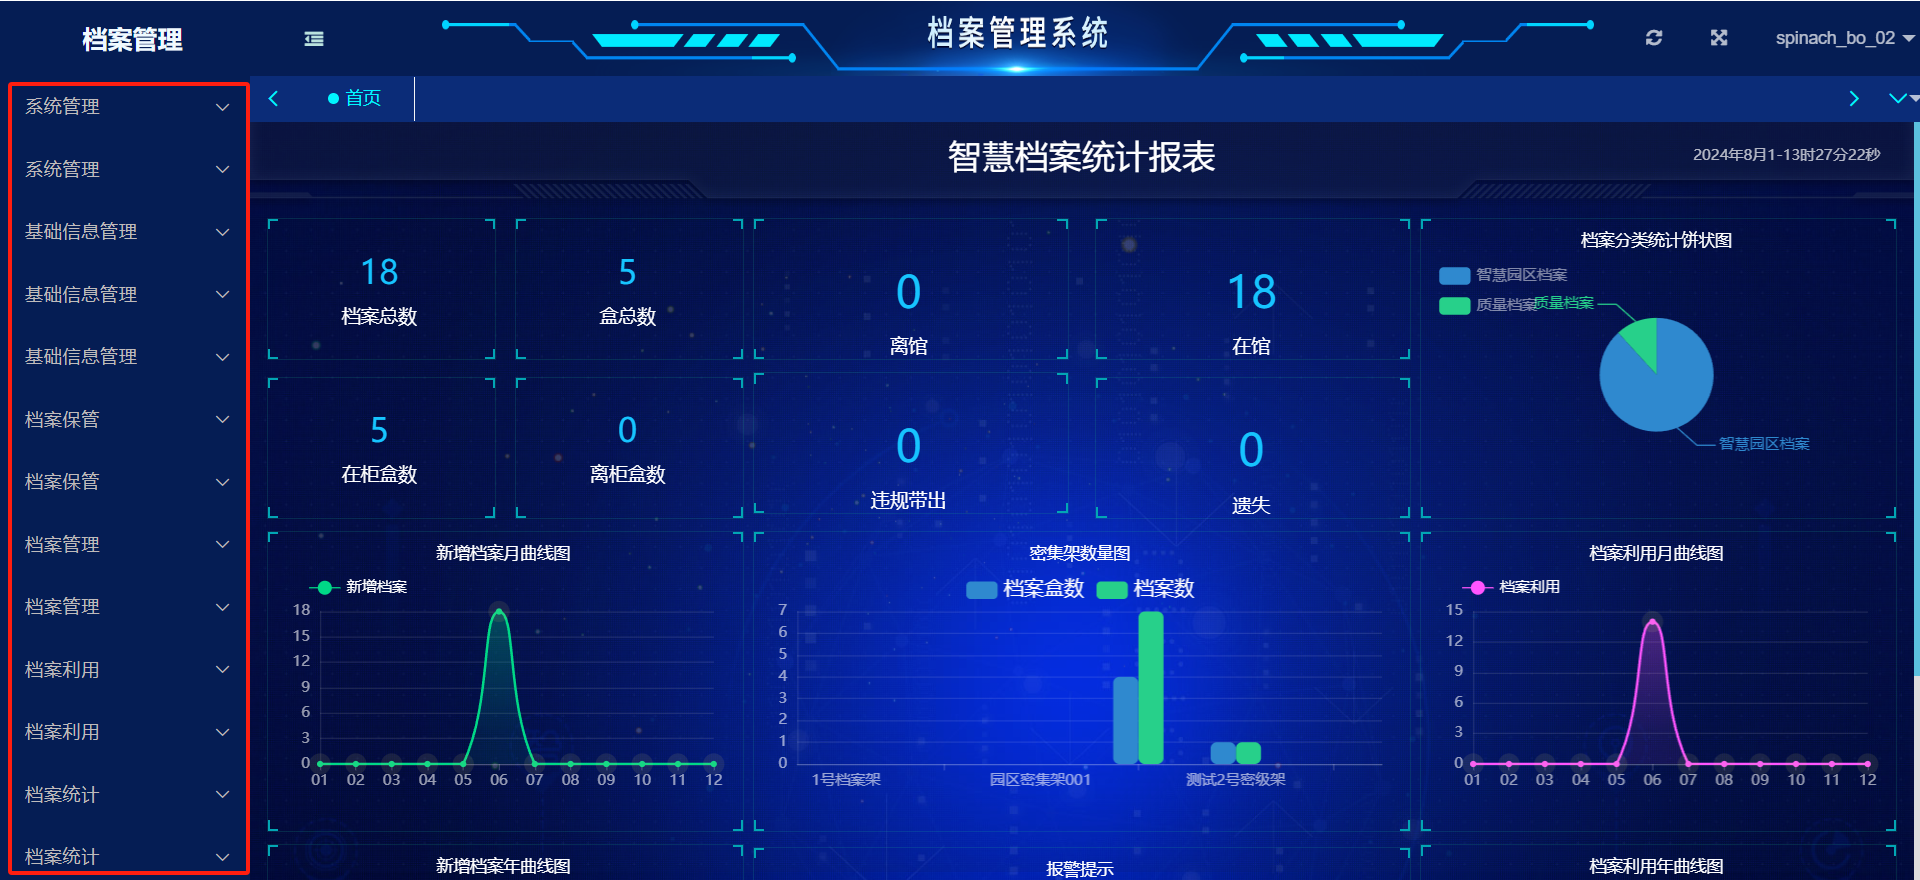 档案管理
档案管理系统
spinach_bo_02
系统管理
系统管理
基础信息管理
基础信息管理
基础信息管理
档案保管
档案保管
档案管理
档案管理
档案利用
档案利用
档案统计
档案统计
首页
智慧档案统计报表
2024年8月1-13时27分22秒
18
档案总数
5
盒总数
0
离馆
18
在馆
5
在柜盒数
0
离柜盒数
0
违规带出
0
遗失
档案分类统计饼状图
智慧园区档案
质量档案
质量档案
智慧园区档案
新增档案月曲线图
新增档案
18
15
12
9
6
3
0
01 02 03 04 05 06 07 08 09 10 11 12
密集架数量图
档案盒数 档案数
7
6
5
4
3
2
1
0
1号档案架 园区密集架001 测试2号密级架
档案利用月曲线图
档案利用
15
12
9
6
3
0
01 02 03 04 05 06 07 08 09 10 11 12
新增档案年曲线图
报警提示
档案利用年曲线图